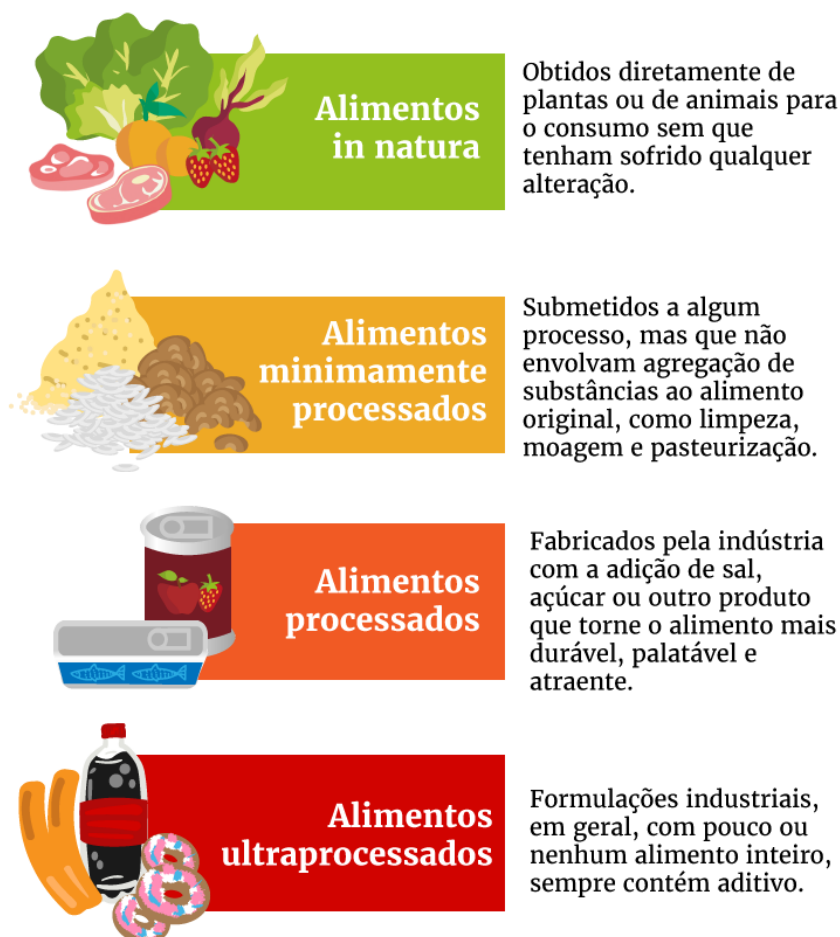 Alimentos
in natura
Obtidos diretamente de
plantas ou de animais para
o consumo sem que
tenham sofrido qualquer
alteração.
Alimentos
minimamente
processados
Submetidos a algum
processo, mas que não
envolvam agregação de
substâncias ao alimento
original, como limpeza,
moagem e pasteurização.
Alimentos
processados
Fabricados pela indústria
com a adição de sal,
açúcar ou outro produto
que torne o alimento mais
durável, palatável e
atraente.
Alimentos
ultraprocessados
Formulações industriais,
em geral, com pouco ou
nenhum alimento inteiro,
sempre contém aditivo.